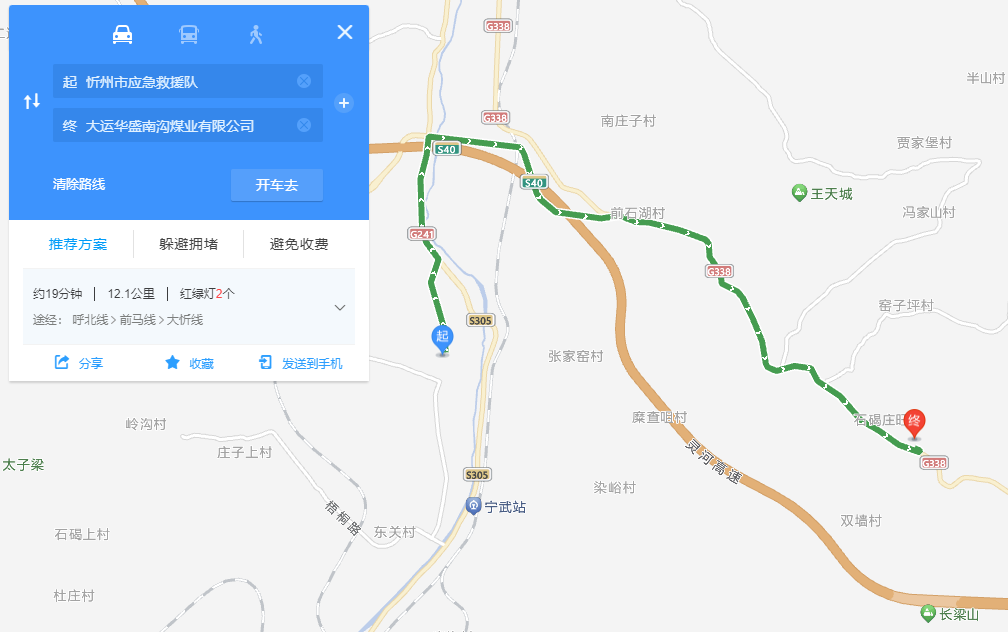 起 忻州市应急救援队
终 大运华盛南沟煤业有限公司
清除路线
开车去
推荐方案
躲避拥堵
避免收费
约19分钟 | 12.1公里 | 红绿灯2个
途经: 呼北线>前马线>大忻线
分享
收藏
发送到手机
G338
半山村
G338
南庄子村
贾家堡村
S40
S40
王天城
前石湖村
冯家山村
G241
G338
窑子坪村
S305
起
张家窑村
糜查咀村
石碣庄旺
终
岭沟村
庄子上村
灵河高速
G338
太子梁
S305
染峪村
宁武站
梧桐路
双墙村
石碣上村
东关村
杜庄村
长梁山